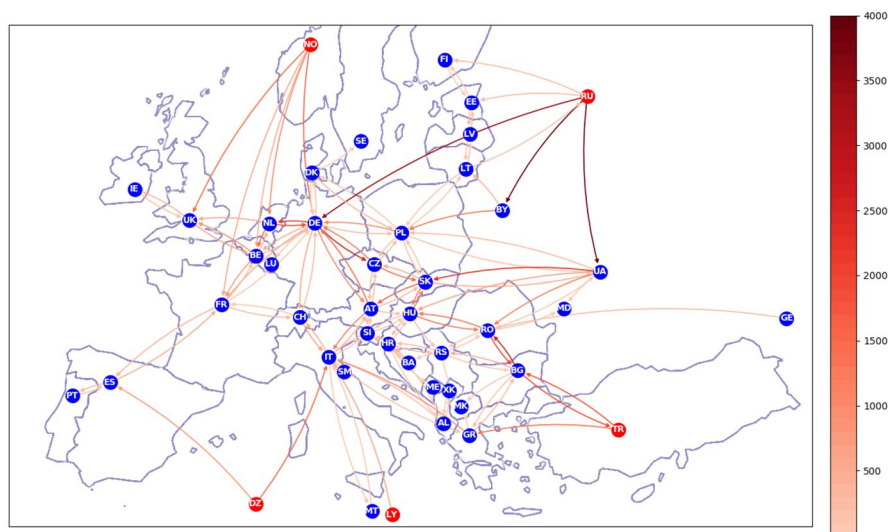 4000
NO
FI
RU
3500
EE
LV
SE
3000
LT
DK
IE
BY
2500
UK
NL
DE
PL
BE
LU
CZ
UA
2000
SK
FR
AT
HU
MD
CH
GE
1500
SI
RO
HR
IT
RS
BA
SM
BG
ES
ME
XK
1000
PT
MK
AL
GR
TR
500
DZ
MT
LY